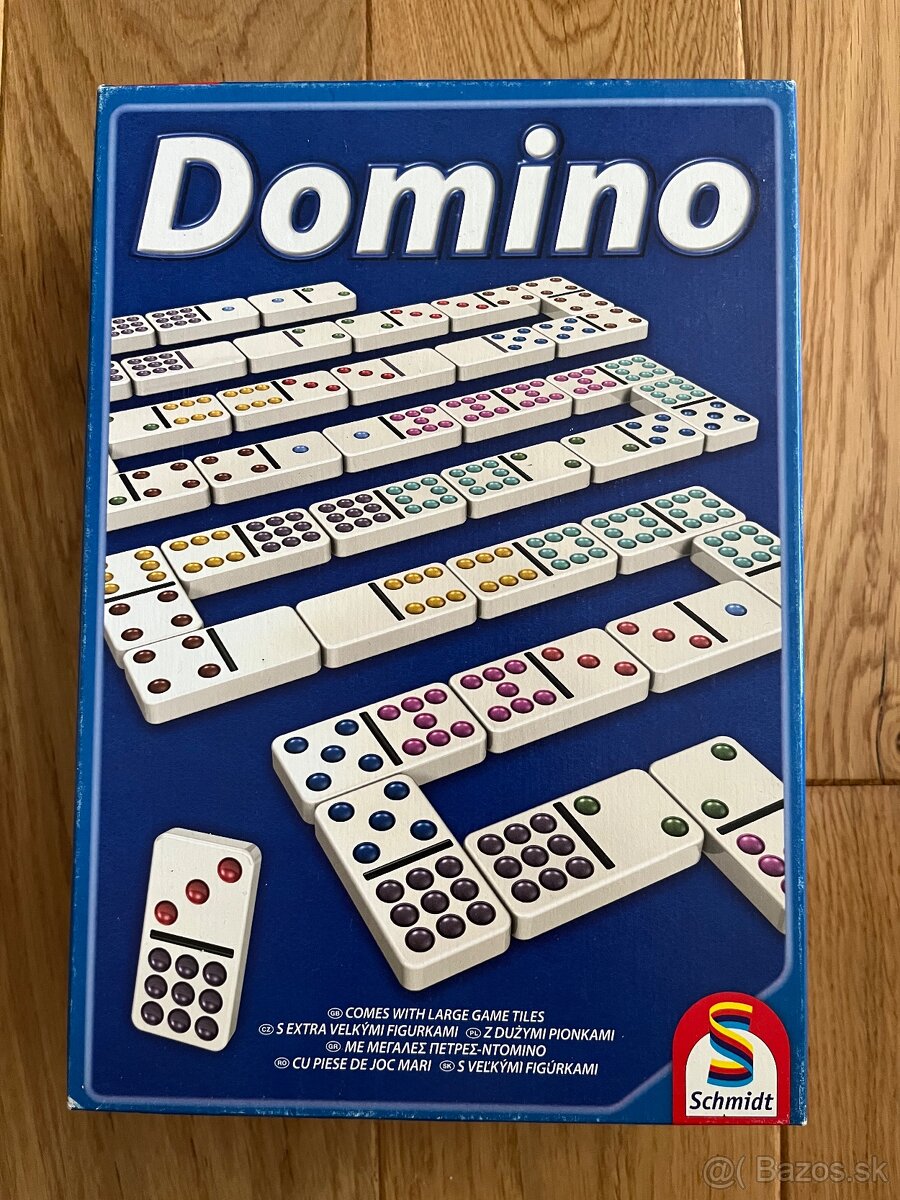 Domino
GB COMES WITH LARGE GAME TILES
CZ S EXTRA VELKÝMI FIGURKAMI PL Z DUŻYMI PIONKAMI
GR ΜΕ ΜΕΓΑΛΕΣ ΠΕΤΡΕΣ-ΝΤΟΜΙΝΟ
RO CU PIESE DE JOC MARI SK S VEĽKÝMI FIGÚRKAMI
S
Schmidt
@( Bazos.sk